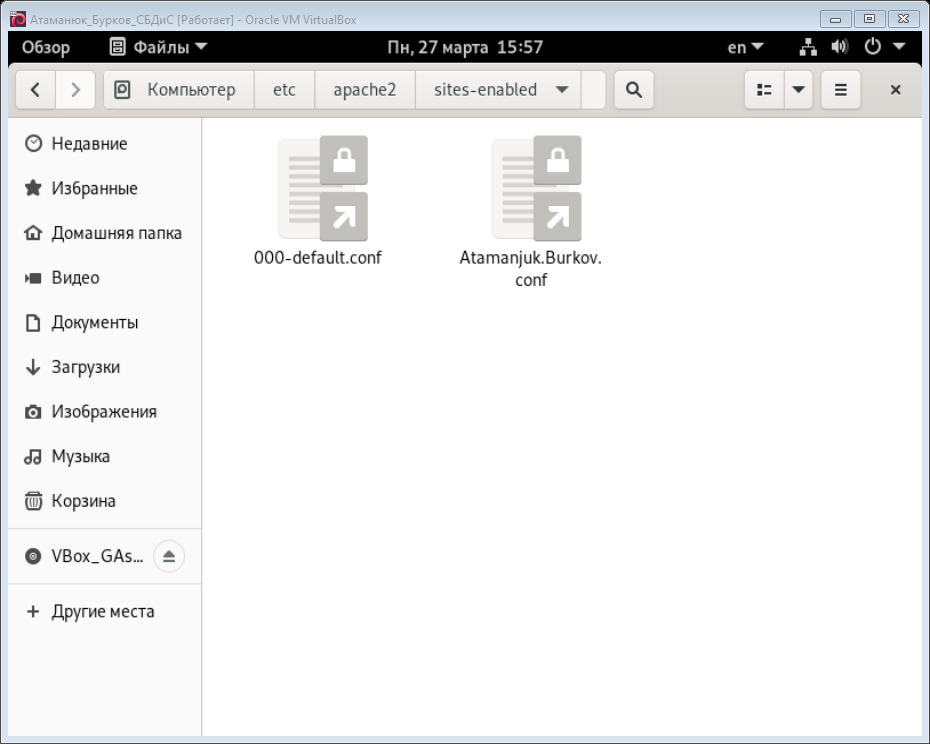 Атаманюк_Бурков_СБДиС [Работает] - Oracle VM VirtualBox
Обзор Файлы Пн, 27 марта 15:57 en
Компьютер etc apache2 sites-enabled
Недавние
Избранные
Домашняя папка
Видео
Документы
Загрузки
Изображения
Музыка
Корзина
VBox_GAs...
Другие места
000-default.conf
Atamanjuk.Burkov.
conf